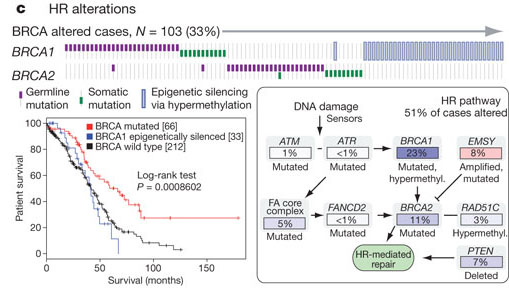 c HR alterations
BRCA altered cases, N = 103 (33%)
BRCA1
BRCA2
Germline mutation
Somatic mutation
Epigenetic silencing via hypermethylation
BRCA mutated [66]
BRCA1 epigenetically silenced [33]
BRCA wild type [212]
Log-rank test
P = 0.0008602
Patient survival
100
80
60
40
20
0
0 50 100 150
Survival (months)
HR pathway
51% of cases altered
DNA damage
Sensors
ATM ATR BRCA1 EMSY
1% <1% 23% 8%
Mutated Mutated, hypermethyl. Amplified, mutated
FA core complex FANCD2 BRCA2 RAD51C
5% <1% 11% 3%
Mutated Mutated Mutated Hypermethyl.
HR-mediated repair
PTEN
7%
Deleted